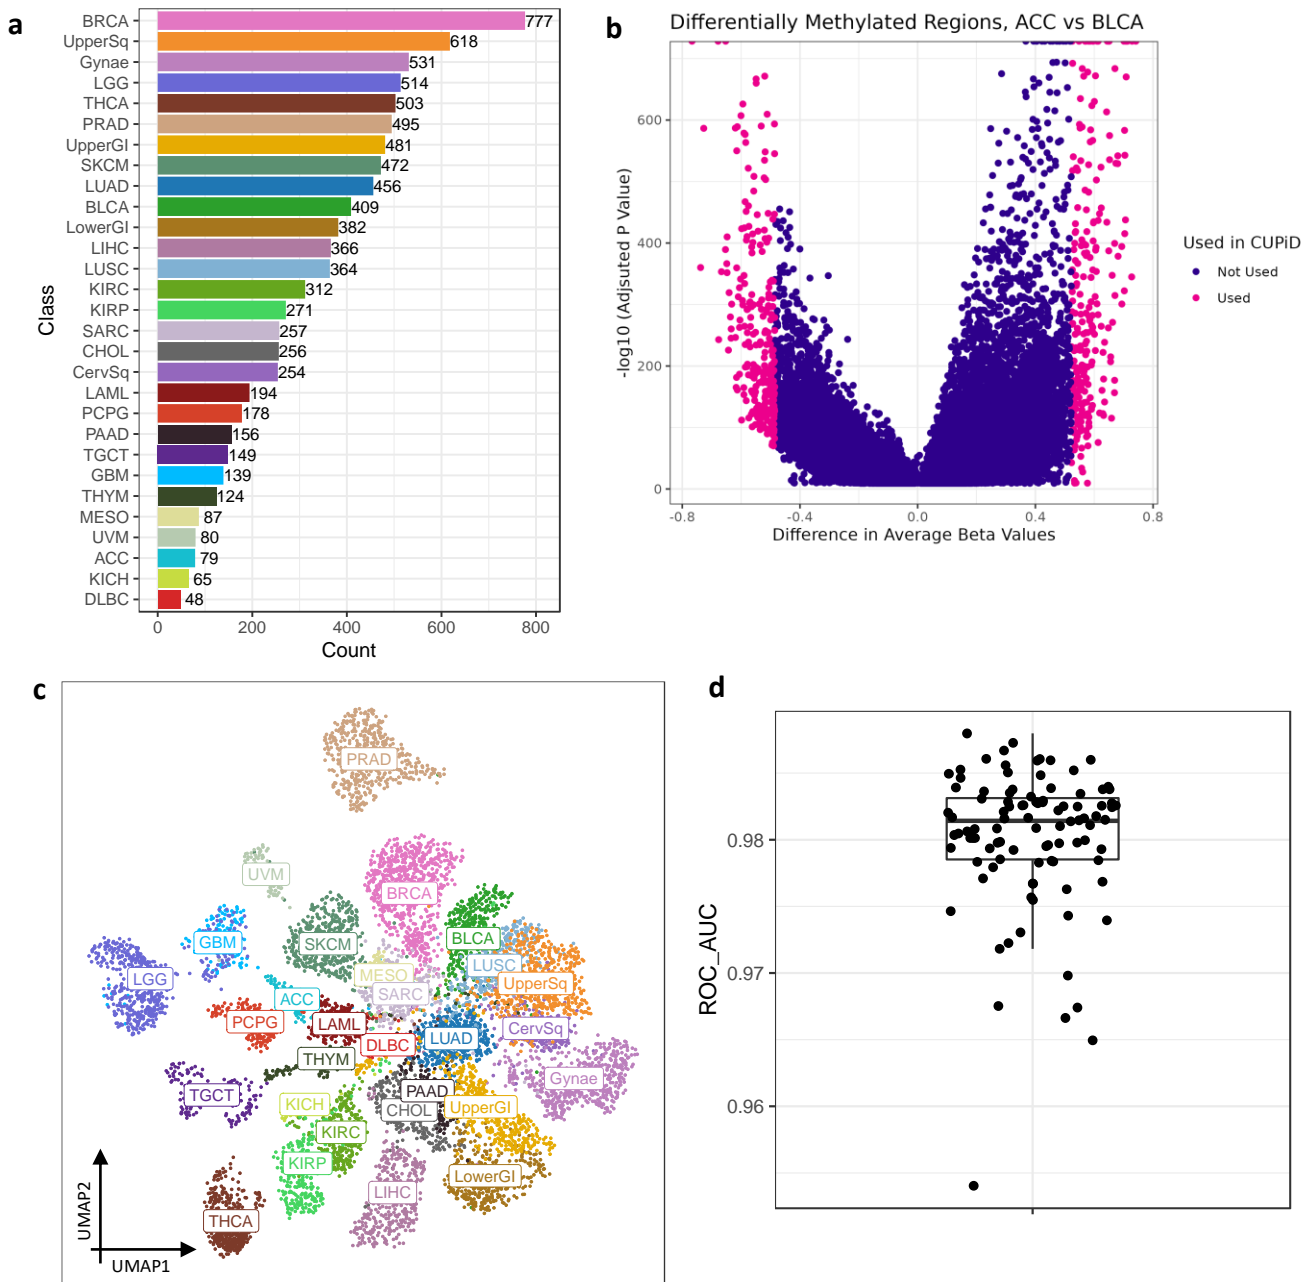 a
BRCA 777
UpperSq 618
Gynae 531
LGG 514
THCA 503
PRAD 495
UpperGI 481
SKCM 472
LUAD 456
BLCA 409
LowerGI 382
LIHC 366
LUSC 364
KIRC 312
KIRP 271
SARC 257
CHOL 256
CervSq 254
LAML 194
PCPG 178
PAAD 156
TGCT 149
GBM 139
THYM 124
MESO 87
UVM 80
ACC 79
KICH 65
DLBC 48
Class
0 200 400 600 800
Count
b
Differentially Methylated Regions, ACC vs BLCA
-log10 (Adjsuted P Value)
600
400
200
0
-0.8 -0.4 0.0 0.4 0.8
Difference in Average Beta Values
Used in CUPiD
Not Used
Used
c
PRAD
UVM
BRCA
GBM
SKCM
BLCA
LGG
MESO
LUSC
UpperSq
ACC
SARC
PCPG
LAML
CervSq
DLBC
LUAD
THYM
Gynae
TGCT
KICH
PAAD
CHOL
UpperGI
KIRC
KIRP
LIHC
LowerGI
THCA
UMAP2
UMAP1
d
ROC_AUC
0.98
0.97
0.96